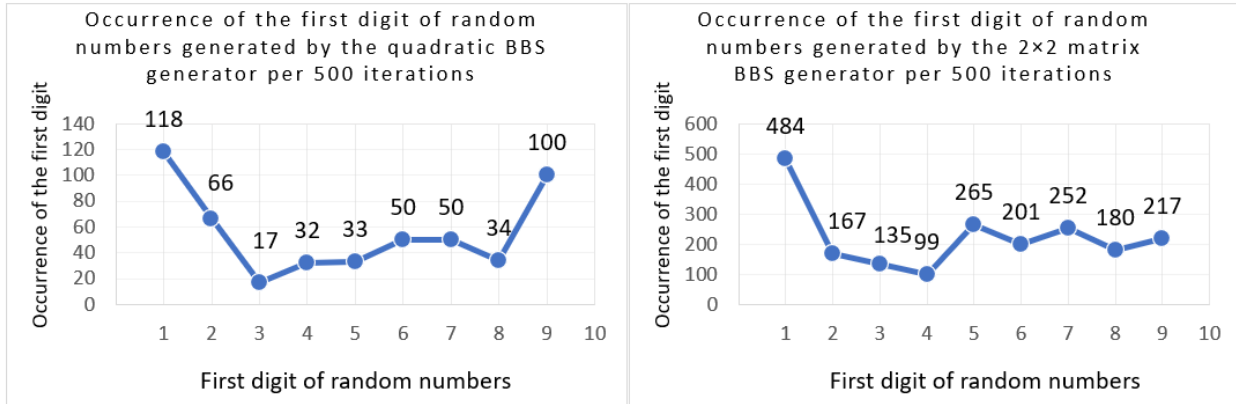 Occurrence of the first digit of random
numbers generated by the quadratic BBS
generator per 500 iterations
Occurrence of the first digit
140
120
100
80
60
40
20
0
118
66
17
32
33
50
50
34
100
1 2 3 4 5 6 7 8 9 10
First digit of random numbers
Occurrence of the first digit of random
numbers generated by the 2×2 matrix
BBS generator per 500 iterations
Occurrence of the first digit
600
500
400
300
200
100
0
484
167
135
99
265
201
252
180
217
1 2 3 4 5 6 7 8 9 10
First digit of random numbers